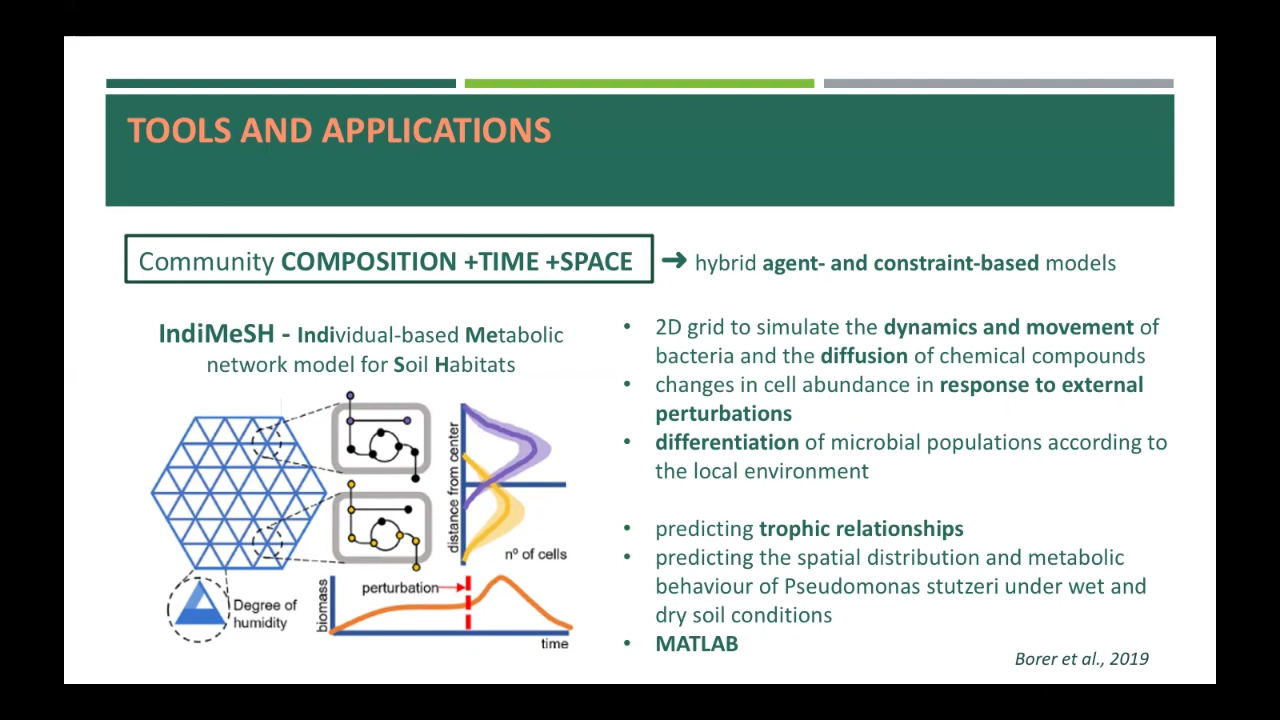 TOOLS AND APPLICATIONS
Community COMPOSITION +TIME +SPACE ➜ hybrid agent- and constraint-based models
IndiMeSH - Individual-based Metabolic
network model for Soil Habitats
distance from center
nº of cells
perturbation
biomass
time
Degree of
humidity
• 2D grid to simulate the dynamics and movement of
bacteria and the diffusion of chemical compounds
• changes in cell abundance in response to external
perturbations
• differentiation of microbial populations according to
the local environment
• predicting trophic relationships
• predicting the spatial distribution and metabolic
behaviour of Pseudomonas stutzeri under wet and
dry soil conditions
• MATLAB
Borer et al., 2019